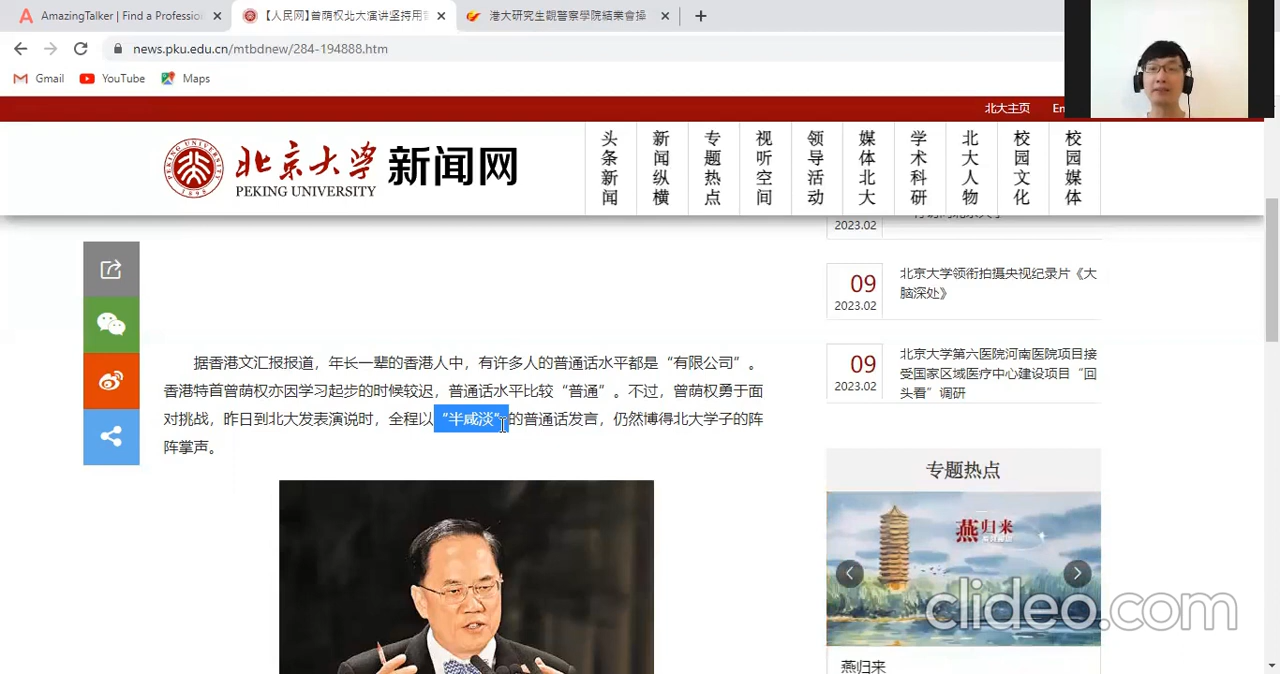 AmazingTalker | Find a Professio
【人民网】曾荫权北大演讲坚持用普
港大研究生觀警察學院結業會操
news.pku.edu.cn/mtbdnew/284-194888.htm
Gmail
YouTube
Maps
北大主页
En
PEKING UNIVERSITY
1898
北京大学
PEKING UNIVERSITY
新闻网
头条新闻
新闻纵横
专题热点
视听空间
领导活动
媒体北大
学术科研
北大人物
校园文化
校园媒体
2023.02
09
2023.02
北京大学领衔拍摄央视纪录片《大
脑深处》
09
2023.02
北京大学第六医院河南医院项目接
受国家区域医疗中心建设项目“回
头看”调研
据香港文汇报报道，年长一辈的香港人中，有许多人的普通话水平都是“有限公司”。
香港特首曾荫权亦因学习起步的时候较迟，普通话水平比较“普通”。不过，曾荫权勇于面
对挑战，昨日到北大发表演说时，全程以“半咸淡”的普通话发言，仍然博得北大学子的阵
阵掌声。
专题热点
燕归来
燕归来
clideo.com